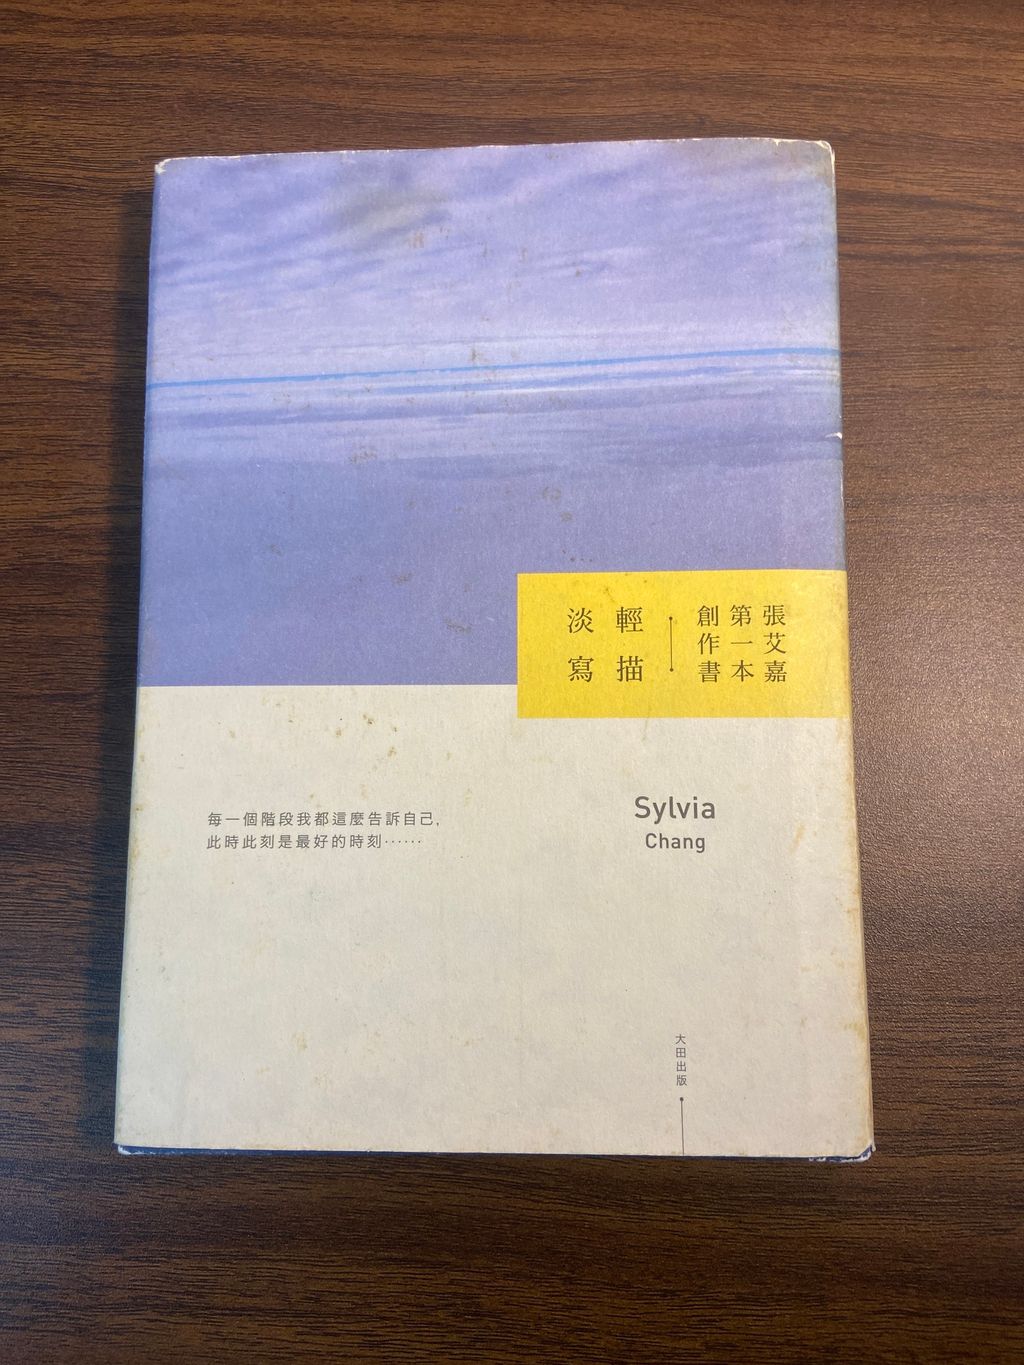 張艾嘉
第一本
創作書
輕描
淡寫
每一個階段我都這麼告訴自己,
此時此刻是最好的時刻⋯⋯
Sylvia
Chang
大田出版